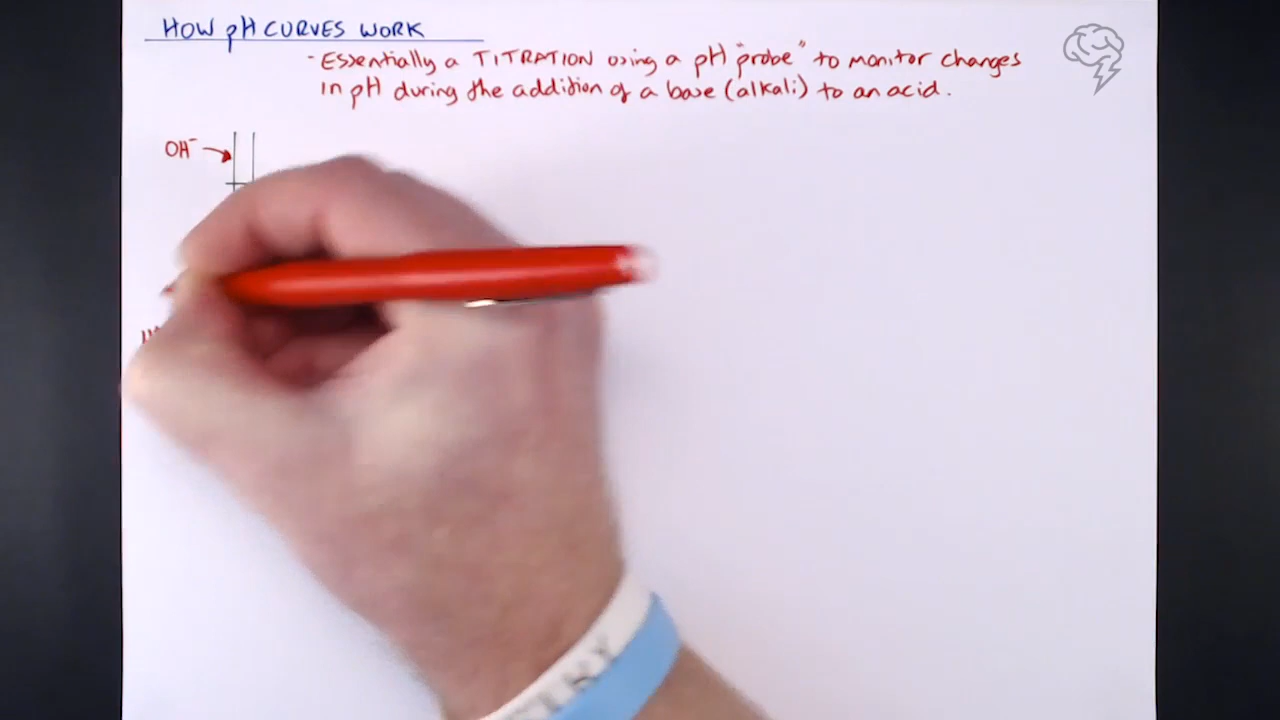 HOW pH CURVES WORK
- Essentially a TITRATION using a pH "probe" to monitor changes
in pH during the addition of a base (alkali) to an acid.
OH⁻